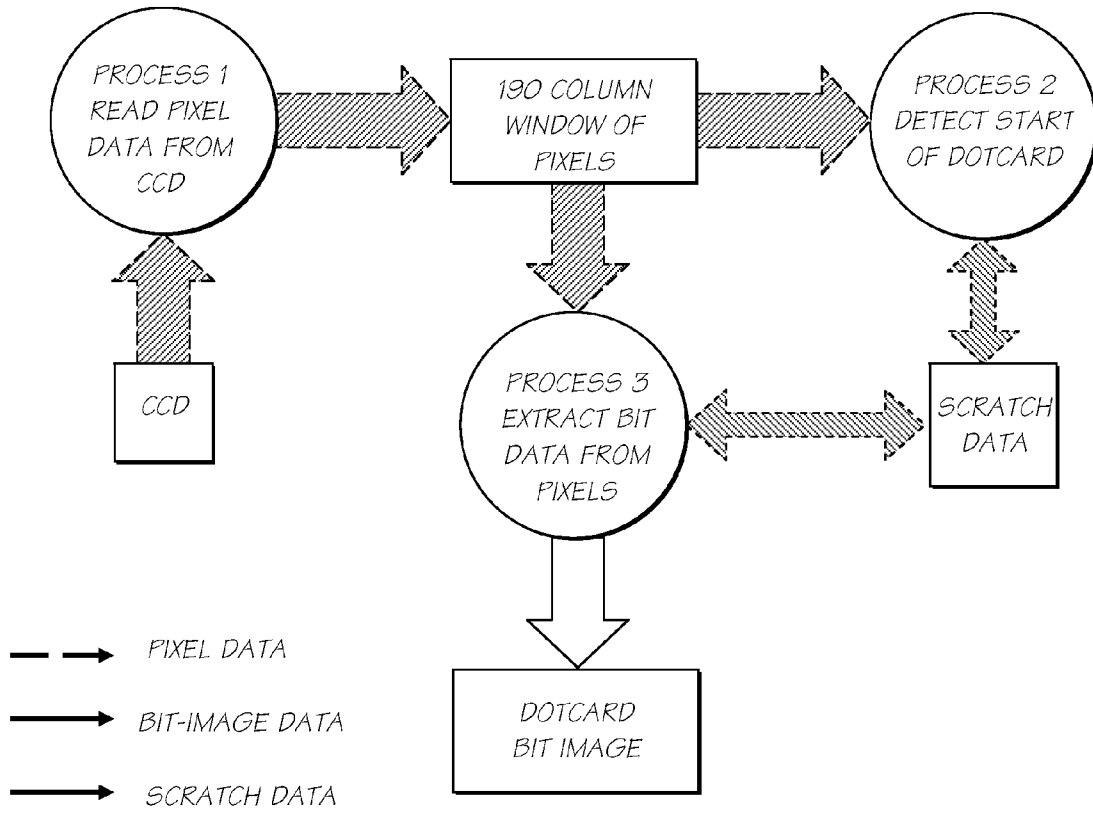 PROCESS 1
READ PIXEL
DATA FROM
CCD
190 COLUMN
WINDOW OF
PIXELS
PROCESS 2
DETECT START
OF DOTCARD
CCD
PROCESS 3
EXTRACT BIT
DATA FROM
PIXELS
SCRATCH
DATA
DOTCARD
BIT IMAGE
PIXEL DATA
BIT-IMAGE DATA
SCRATCH DATA